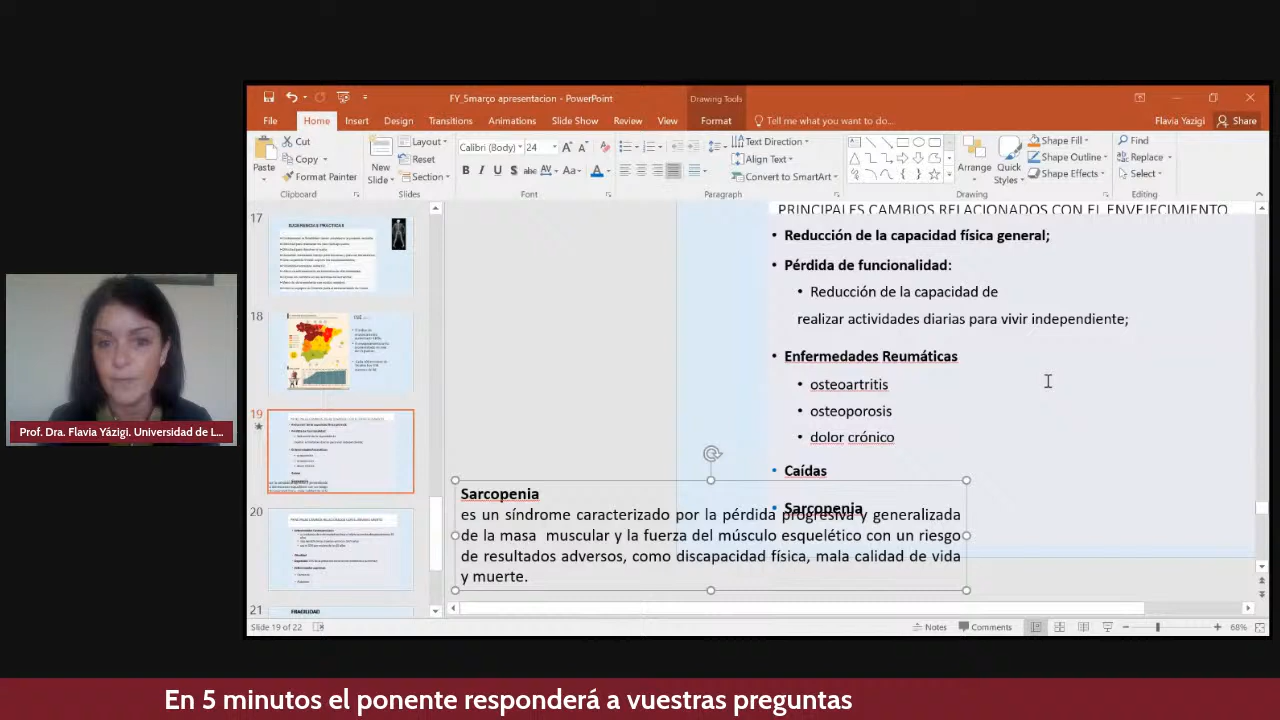 FY_5março apresentacion - PowerPoint
Drawing Tools
File Home Insert Design Transitions Animations Slide Show Review View Format Tell me what you want to do... Flavia Yazigi Share
Paste
Cut
Copy
Format Painter
Clipboard
New Slide
Layout
Reset
Section
Slides
Calibri (Body) 24
B I U S abc AV Aa A
Font
Text Direction
Align Text
Convert to SmartArt
Paragraph
Arrange
Quick Styles
Shape Fill
Shape Outline
Shape Effects
Drawing
Find
Replace
Select
Editing
17
18
19
20
21
FRAGILIDAD
PRINCIPALES CAMBIOS RELACIONADOS CON EL ENVEJECIMIENTO
• Reducción de la capacidad física
• Pérdida de funcionalidad:
• Reducción de la capacidad de
realizar actividades diarias para vivir independiente;
• Enfermedades Reumáticas
• osteoartritis
• osteoporosis
• dolor crónico
• Caídas
• Sarcopenia
Sarcopenia
es un síndrome caracterizado por la pérdida progresiva y generalizada
de la masa muscular y la fuerza del músculo esquelético con un riesgo
de resultados adversos, como discapacidad física, mala calidad de vida
y muerte.
Slide 19 of 22
Notes
Comments
68%
Prof. Dra. Flavia Yázigi. Universidad de L...
En 5 minutos el ponente responderá a vuestras preguntas